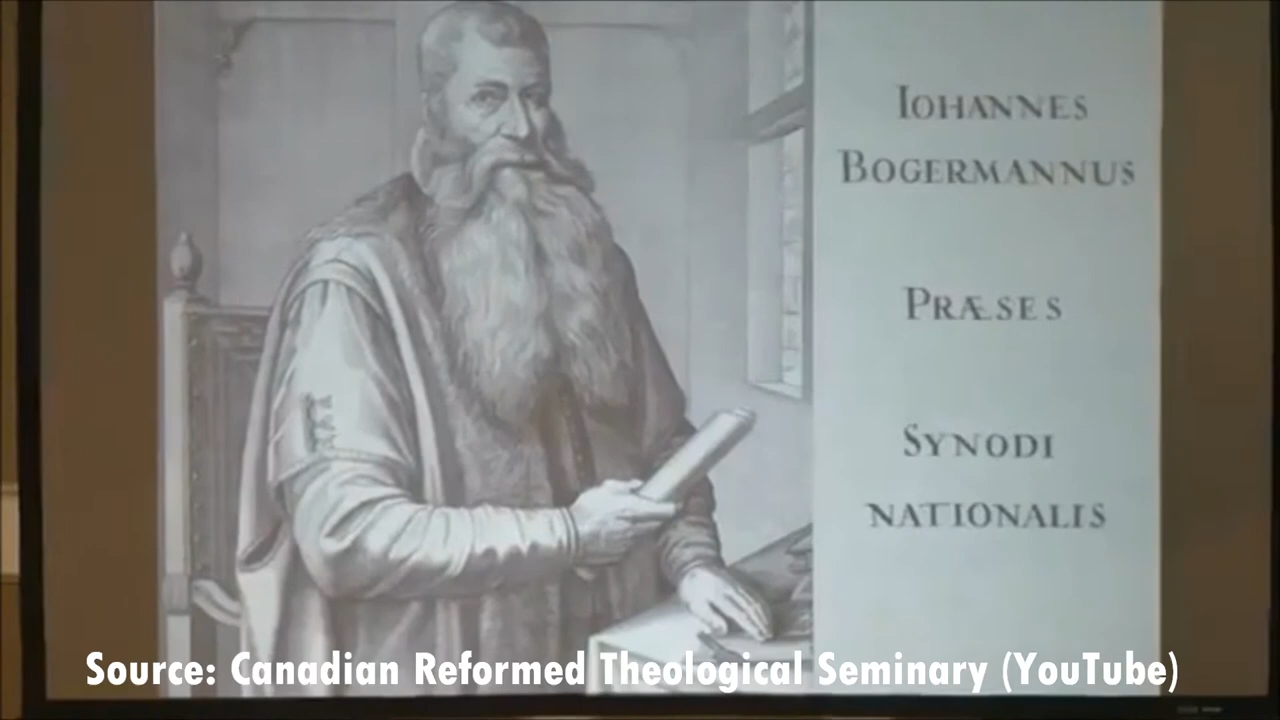 IOHANNES
BOGERMANNUS
PRÆSES
SYNODI
NATIONALIS
Source: Canadian Reformed Theological Seminary (YouTube)